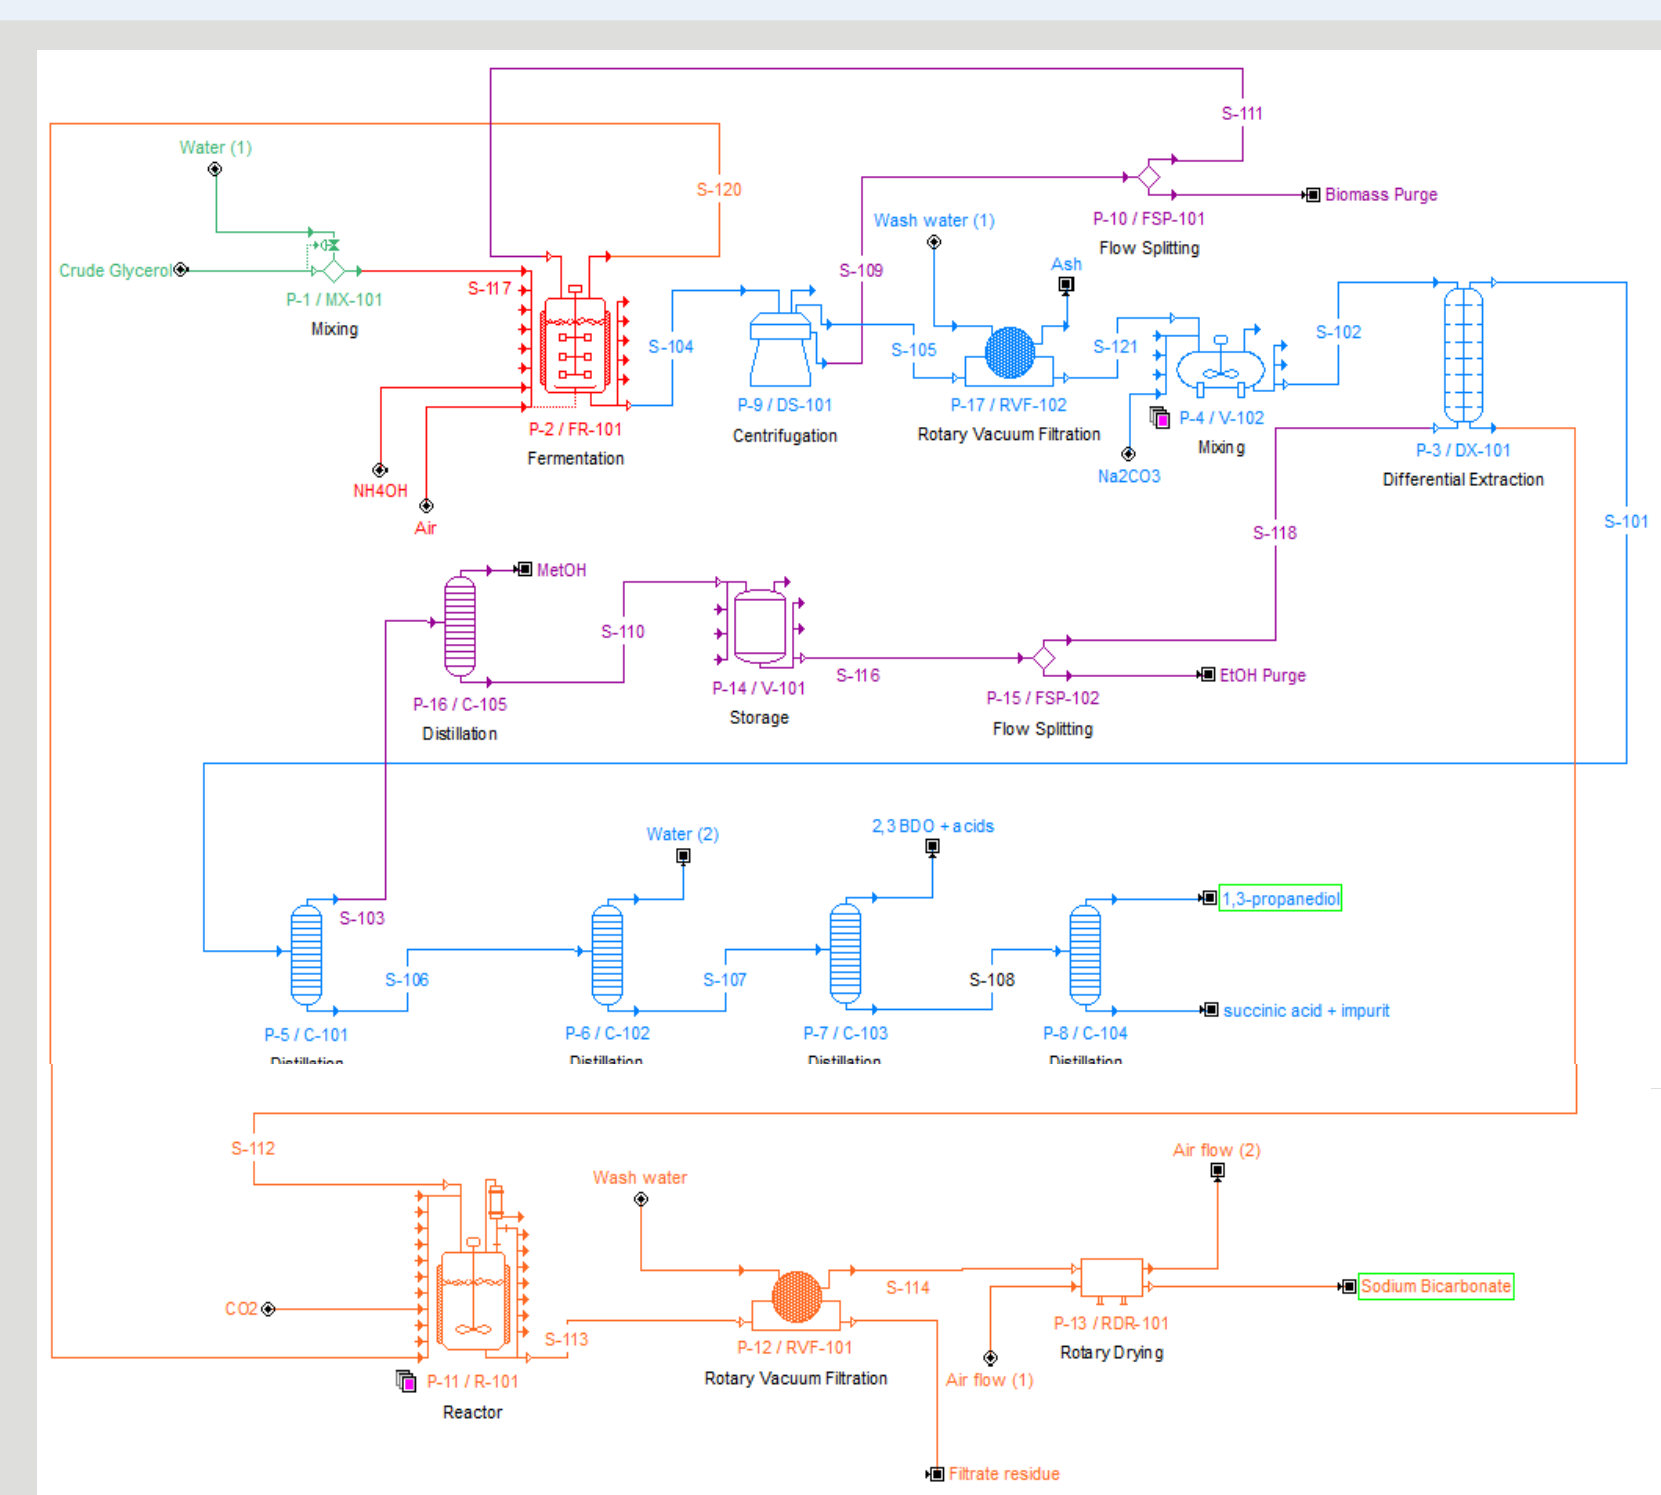 S-111
Water (1)
S-120
Biomass Purge
P-10 / FSP-101
Flow Splitting
Wash water (1)
Ash
S-109
Crude Glycerol
P-1 / MX-101
Mixing
S-117
S-104
S-105
S-121
S-102
P-2 / FR-101
Fermentation
P-9 / DS-101
Centrifugation
P-17 / RVF-102
Rotary Vacuum Filtration
P-4 / V-102
Mixing
P-3 / DX-101
Differential Extraction
NH4OH
Air
Na2CO3
S-101
S-118
MetOH
S-110
S-116
EtOH Purge
P-16 / C-105
Distillation
P-14 / V-101
Storage
P-15 / FSP-102
Flow Splitting
Water (2)
2,3 BDO + acids
1,3-propanediol
S-103
S-106
S-107
S-108
succinic acid + impurit
P-5 / C-101
Distillation
P-6 / C-102
Distillation
P-7 / C-103
Distillation
P-8 / C-104
Distillation
S-112
Wash water
Air flow (2)
S-114
Sodium Bicarbonate
CO2
S-113
P-11 / R-101
Reactor
P-12 / RVF-101
Rotary Vacuum Filtration
P-13 / RDR-101
Rotary Drying
Air flow (1)
Filtrate residue